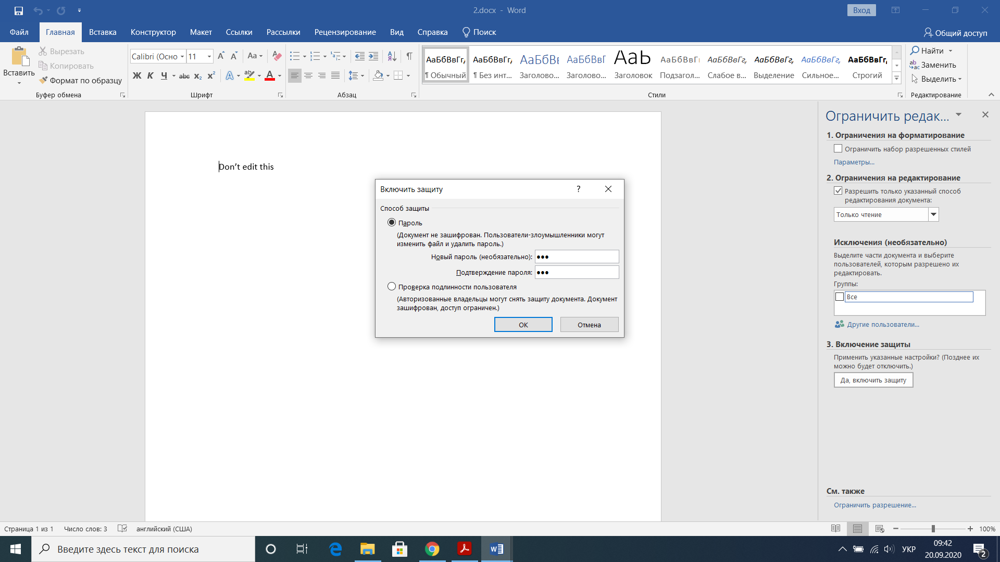 2.docx - Word
Вход
Файл Главная Вставка Конструктор Макет Ссылки Рассылки Рецензирование Вид Справка Поиск
Общий доступ
Вставить
Вырезать
Копировать
Формат по образцу
Буфер обмена
Calibri (Осно 11
Аа
Ж К Ч abc x₂ x²
Шрифт
Абзац
АаБбВвГг, АаБбВвГг, АаБбВ АаБбВвГ АаЬ АаБбВвГг АаБбВвГг, АаБбВвГг, АаБбВвГг, АаБбВвГг,
¶ Обычный ¶ Без инт... Заголово... Заголово... Заголовок Подзагол... Слабое в... Выделение Сильное... Строгий
Стили
Найти
Заменить
Выделить
Редактирование
Don’t edit this
Включить защиту
?
Способ защиты
Пароль
(Документ не зашифрован. Пользователи-злоумышленники могут
изменить файл и удалить пароль.)
Новый пароль (необязательно): ●●●
Подтверждение пароля: ●●●
Проверка подлинности пользователя
(Авторизованные владельцы могут снять защиту документа. Документ
зашифрован, доступ ограничен.)
ОК Отмена
Ограничить редак...
1. Ограничения на форматирование
Ограничить набор разрешенных стилей
Параметры...
2. Ограничения на редактирование
Разрешить только указанный способ
редактирования документа:
Только чтение
Исключения (необязательно)
Выделите части документа и выберите
пользователей, которым разрешено их
редактировать.
Группы:
Все
Другие пользователи...
3. Включение защиты
Применить указанные настройки? (Позднее их
можно будет отключить.)
Да, включить защиту
См. также
Ограничить разрешение...
Страница 1 из 1 Число слов: 3 английский (США)
100%
Введите здесь текст для поиска
УКР
09:42
20.09.2020
2